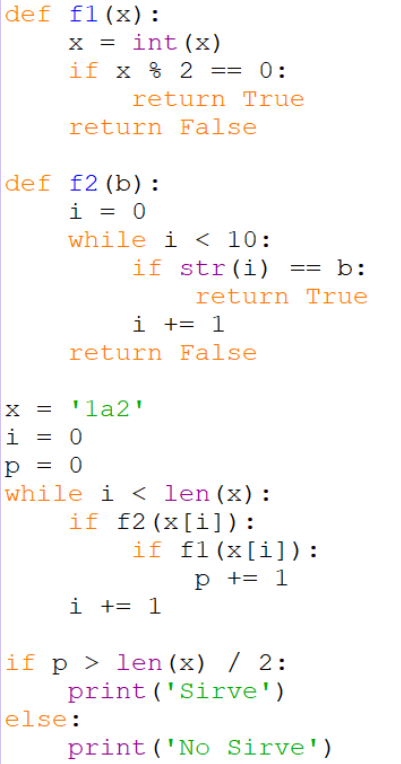 def f1(x):
    x = int(x)
    if x % 2 == 0:
        return True
    return False

def f2(b):
    i = 0
    while i < 10:
        if str(i) == b:
            return True
        i += 1
    return False

x = '1a2'
i = 0
p = 0
while i < len(x):
    if f2(x[i]):
        if f1(x[i]):
            p += 1
    i += 1

if p > len(x) / 2:
    print('Sirve')
else:
    print('No Sirve')